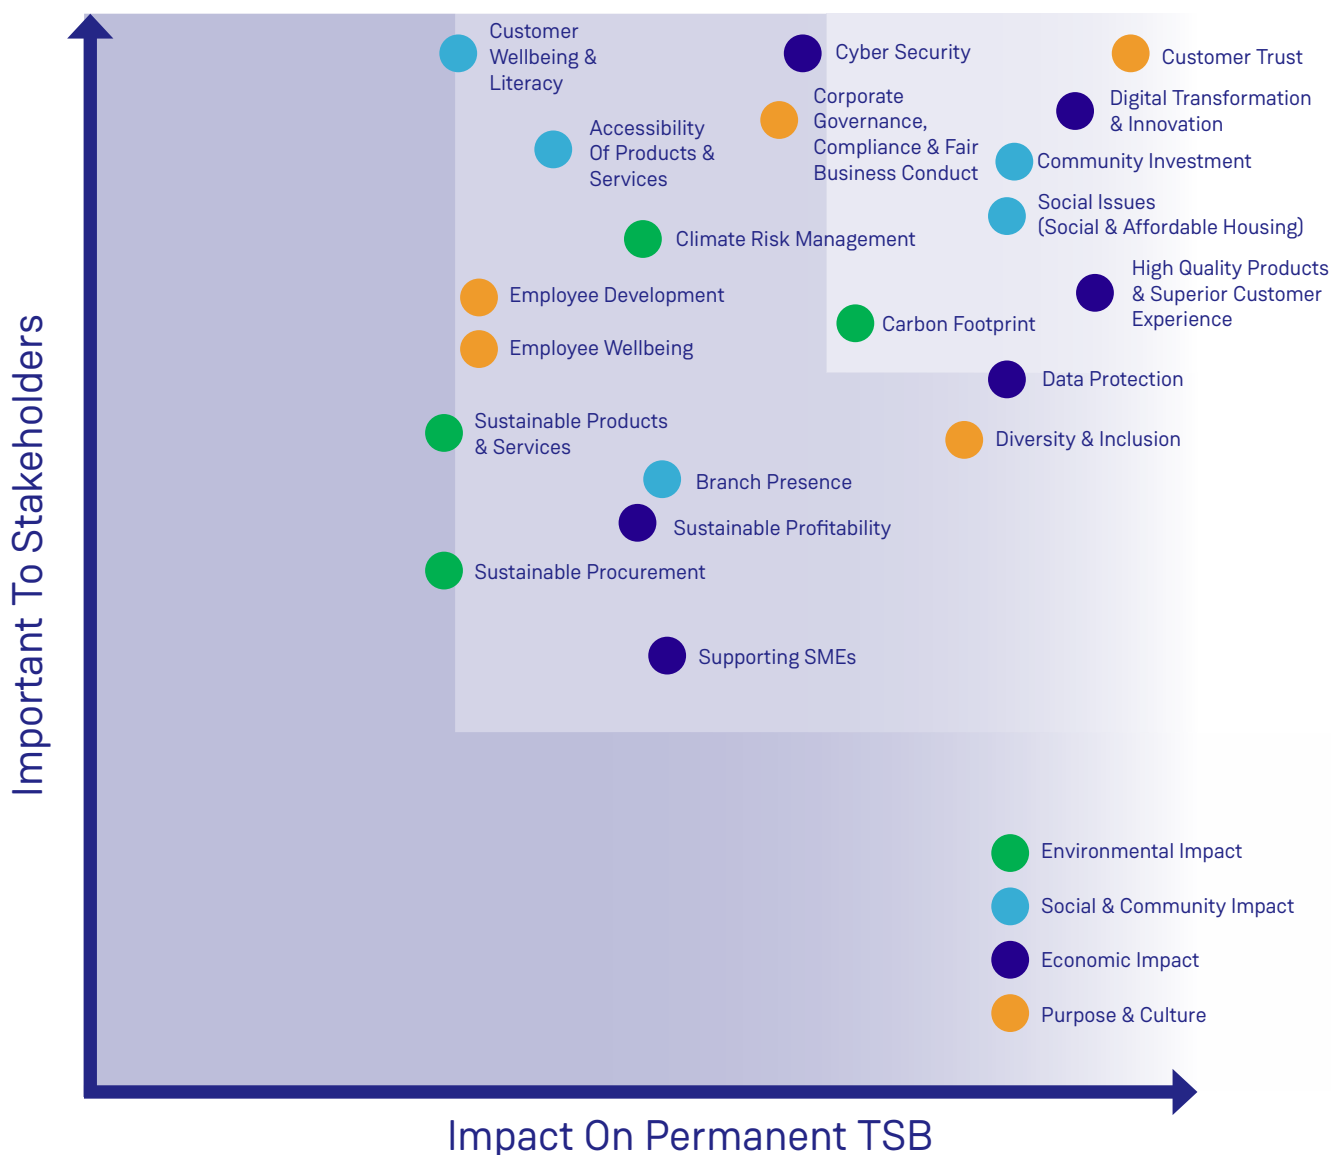 Customer
Wellbeing &
Literacy
Cyber Security
Customer Trust
Corporate
Governance,
Compliance & Fair
Business Conduct
Digital Transformation
& Innovation
Accessibility
Of Products &
Services
Community Investment
Social Issues
(Social & Affordable Housing)
Climate Risk Management
High Quality Products
& Superior Customer
Experience
Employee Development
Carbon Footprint
Employee Wellbeing
Data Protection
Sustainable Products
& Services
Diversity & Inclusion
Branch Presence
Sustainable Profitability
Sustainable Procurement
Supporting SMEs
Important To Stakeholders
Environmental Impact
Social & Community Impact
Economic Impact
Purpose & Culture
Impact On Permanent TSB